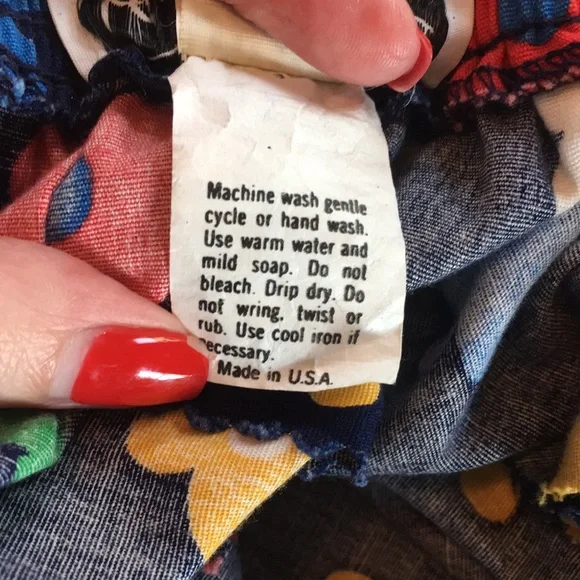 Machine wash gentle
cycle or hand wash.
Use warm water and
mild soap. Do not
bleach. Drip dry. Do
not wring, twist or
rub. Use cool iron if
necessary.
Made in U.S.A.